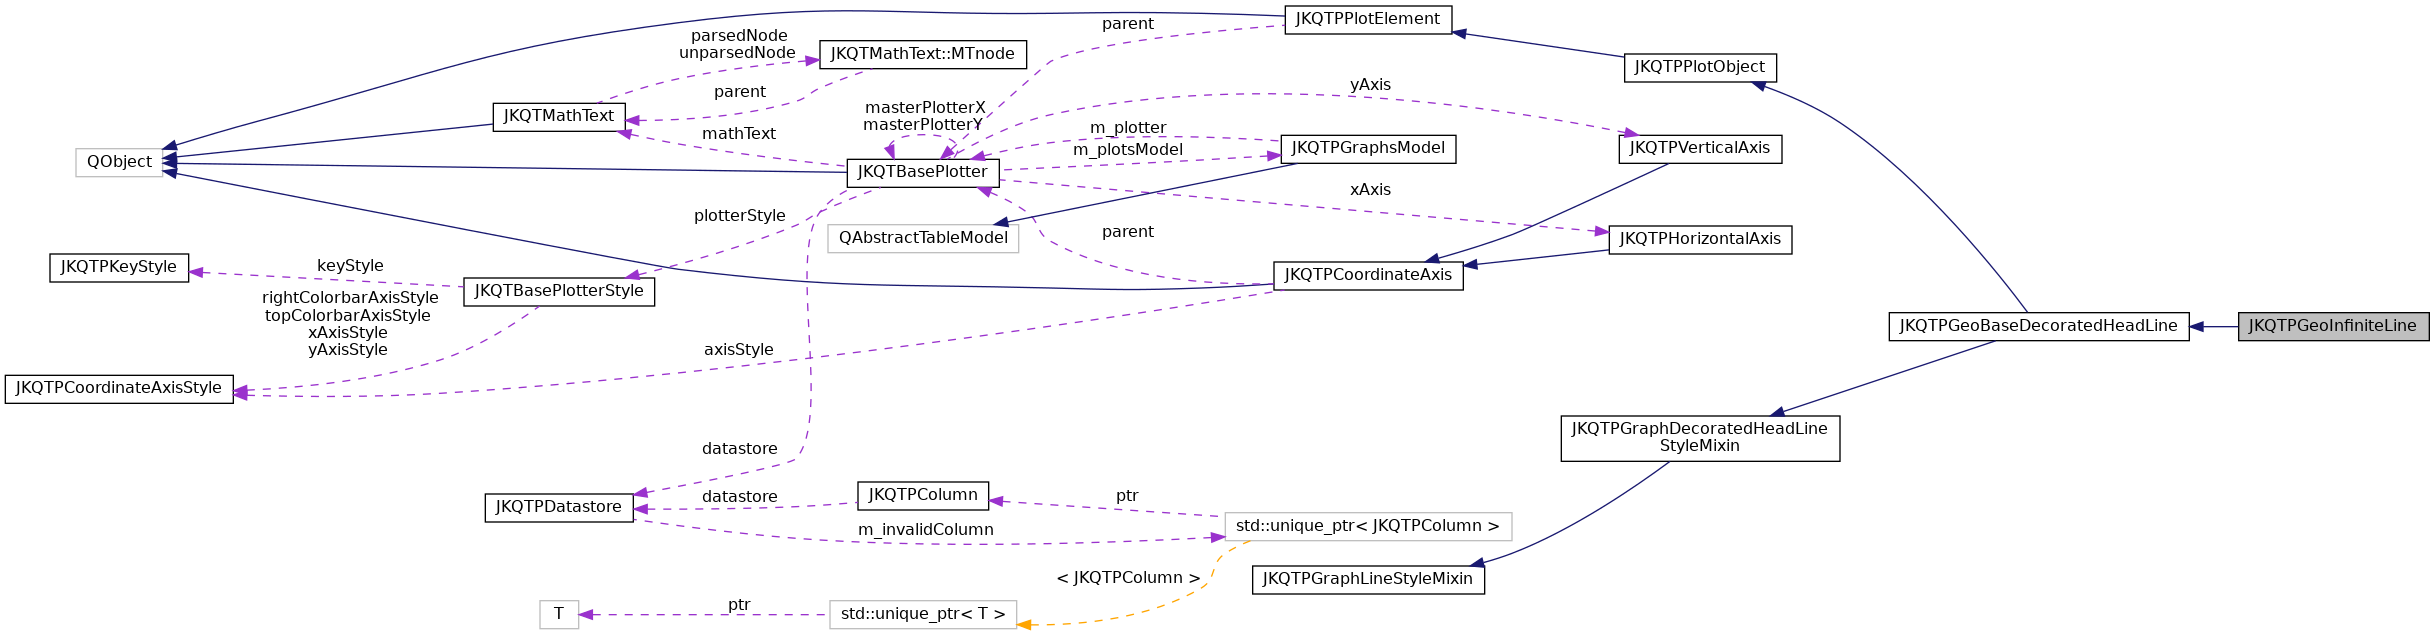 JKQTPPlotElement
parent
parsedNode
unparsedNode
JKQTMathText::MTnode
JKQTPPlotObject
parent
yAxis
masterPlotterX
masterPlotterY
JKQTMathText
mathText
m_plotter
m_plotsModel
JKQTPGraphsModel
JKQTPVerticalAxis
QObject
JKQTBasePlotter
xAxis
plotterStyle
QAbstractTableModel
parent
JKQTPHorizontalAxis
JKQTPKeyStyle
keyStyle
JKQTPCoordinateAxis
JKQTBasePlotterStyle
rightColorbarAxisStyle
topColorbarAxisStyle
xAxisStyle
yAxisStyle
JKQTPGeoBaseDecoratedHeadLine
JKQTPGeoInfiniteLine
axisStyle
JKQTPCoordinateAxisStyle
JKQTPGraphDecoratedHeadLine
StyleMixin
datastore
JKQTPDatastore
datastore
JKQTPColumn
ptr
m_invalidColumn
std::unique_ptr< JKQTPColumn >
< JKQTPColumn >
JKQTPGraphLineStyleMixin
T
ptr
std::unique_ptr< T >